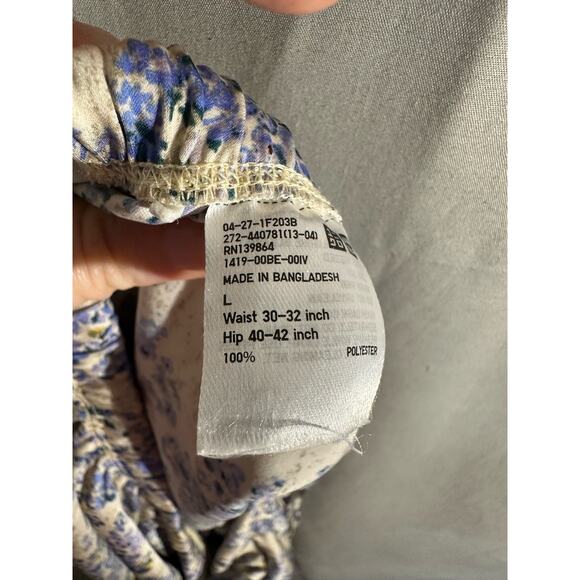 04-27-1F203B
272-440781(13-04)
RN139864
1419-00BE-00IV
MADE IN BANGLADESH
L
Waist 30-32 inch
Hip 40-42 inch
100% POLYESTER